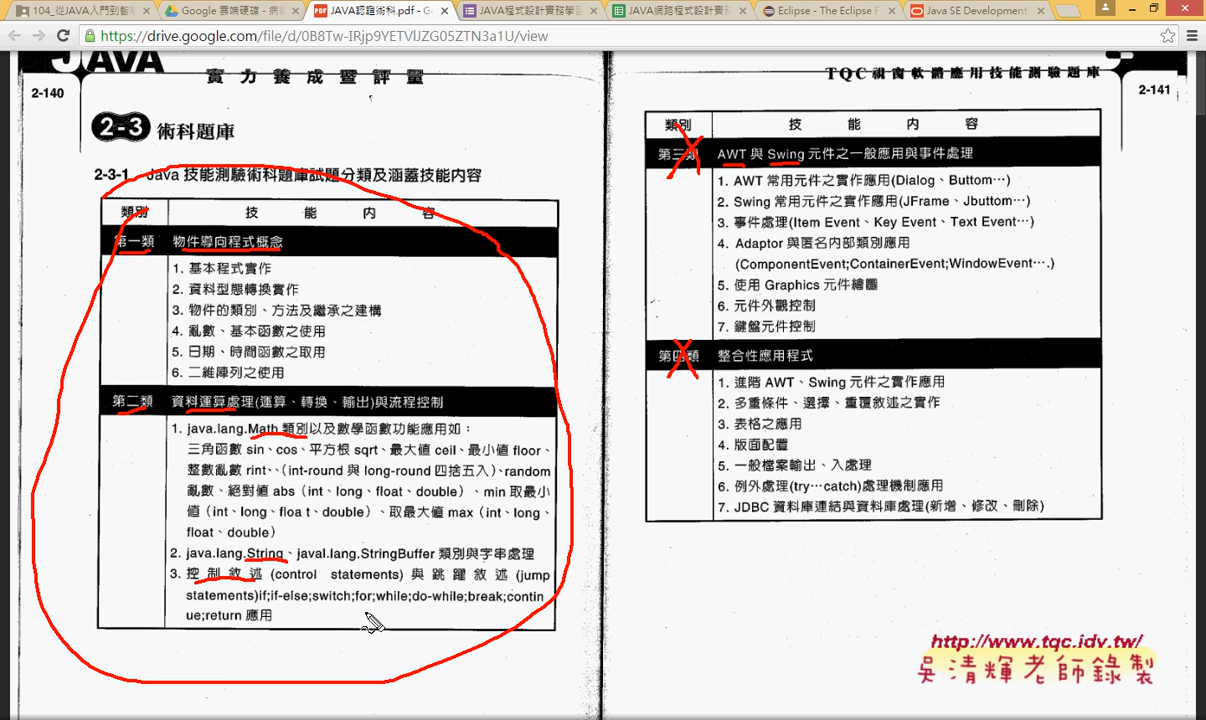 104_從JAVA入門到智
Google 雲端硬碟 - 病
JAVA認證術科.pdf - G
JAVA程式設計實務學習
JAVA網路程式設計實
Eclipse - The Eclipse F
Java SE Development
https://drive.google.com/file/d/0B8Tw-IRjp9YETVlJZG05ZTN3a1U/view
JAVA 實力養成暨評量
2-140
2-3 術科題庫
2-3-1 Java 技能測驗術科題庫試題分類及涵蓋技能內容
類別 技能內容
第一類 物件導向程式概念
1. 基本程式實作
2. 資料型態轉換實作
3. 物件的類別、方法及繼承之建構
4. 亂數、基本函數之使用
5. 日期、時間函數之取用
6. 二維陣列之使用
第二類 資料運算處理(運算、轉換、輸出)與流程控制
1. java.lang.Math 類別以及數學函數功能應用如：
三角函數 sin、cos、平方根 sqrt、最大值 ceil、最小值 floor、
整數亂數 rint、、（int-round 與 long-round 四捨五入）、random
亂數、絕對值 abs（int、long、float、double）、min 取最小
值（int、long、floa t、double）、取最大值 max（int、long、
float、double）
2. java.lang.String、javal.lang.StringBuffer 類別與字串處理
3. 控制敘述(control statements)與跳躍敘述(jump
statements)if;if-else;switch;for;while;do-while;break;contin
ue;return 應用
TQC 視窗軟體應用技能測驗題庫
2-141
類別 技能內容
第三類 AWT 與 Swing 元件之一般應用與事件處理
1. AWT 常用元件之實作應用(Dialog、Buttom…)
2. Swing 常用元件之實作應用(JFrame、Jbuttom…)
3. 事件處理(Item Event、Key Event、Text Event…)
4. Adaptor 與匿名內部類別應用
(ComponentEvent;ContainerEvent;WindowEvent….)
5. 使用 Graphics 元件繪圖
6. 元件外觀控制
7. 鍵盤元件控制
第四類 整合性應用程式
1. 進階 AWT、Swing 元件之實作應用
2. 多重條件、選擇、重覆敘述之實作
3. 表格之應用
4. 版面配置
5. 一般檔案輸出、入處理
6. 例外處理(try…catch)處理機制應用
7. JDBC 資料庫連結與資料庫處理(新增、修改、刪除)
http://www.tqc.idv.tw/
吳清輝老師錄製